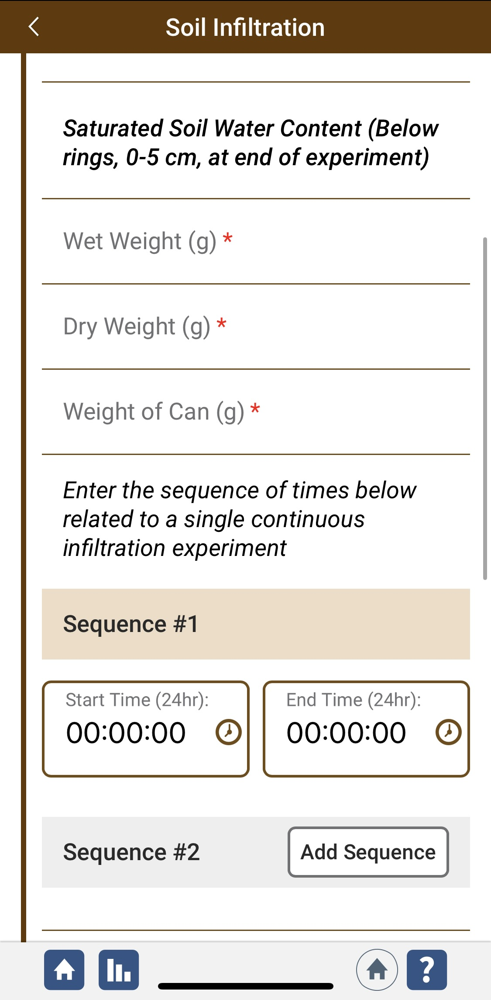 Soil Infiltration
Saturated Soil Water Content (Below
rings, 0-5 cm, at end of experiment)
Wet Weight (g) *
Dry Weight (g) *
Weight of Can (g) *
Enter the sequence of times below
related to a single continuous
infiltration experiment
Sequence #1
Start Time (24hr):
00:00:00
End Time (24hr):
00:00:00
Sequence #2
Add Sequence
?